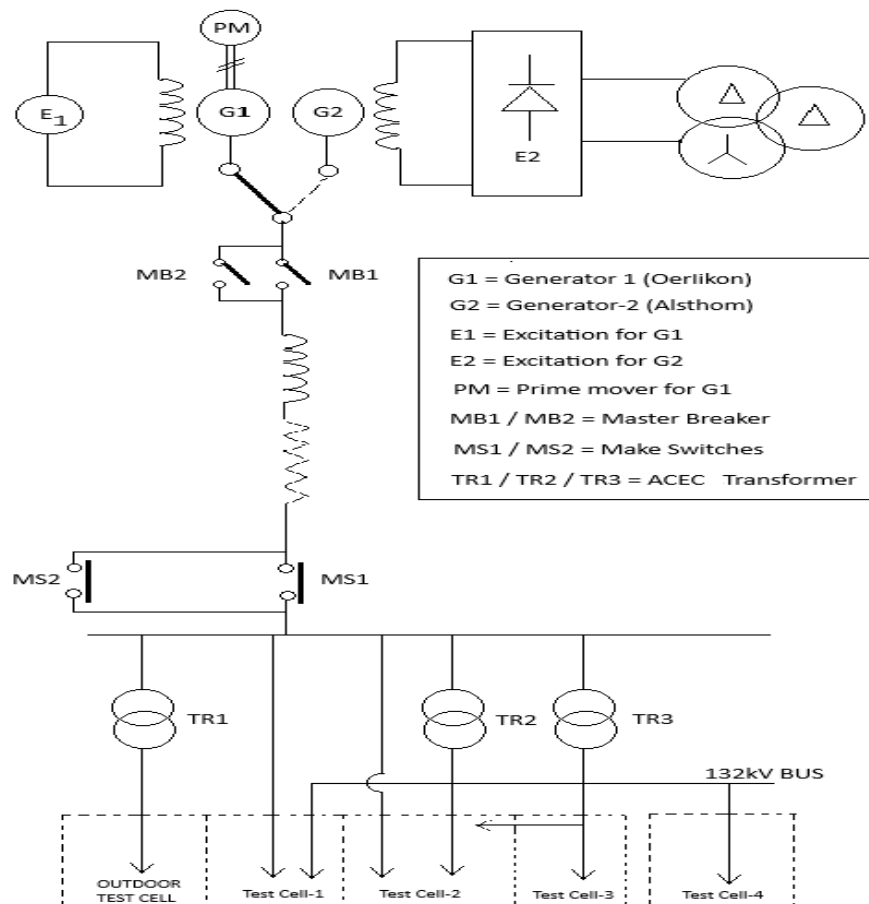 PM
E1
G1
G2
E2
MB2
MB1
G1 = Generator 1 (Oerlikon)
G2 = Generator-2 (Alsthom)
E1 = Excitation for G1
E2 = Excitation for G2
PM = Prime mover for G1
MB1 / MB2 = Master Breaker
MS1 / MS2 = Make Switches
TR1 / TR2 / TR3 = ACEC Transformer
MS2
MS1
TR1
TR2
TR3
132kV BUS
OUTDOOR
TEST CELL
Test Cell-1
Test Cell-2
Test Cell-3
Test Cell-4